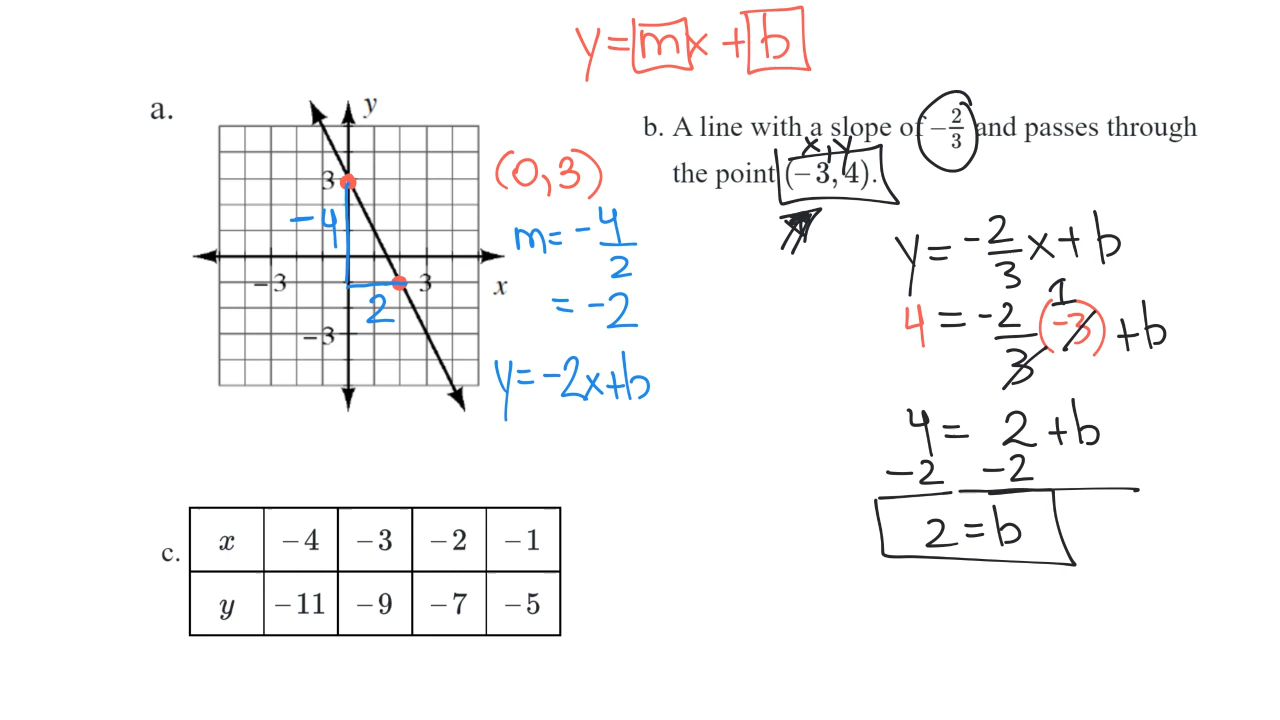 y = mx + b
a.
y
3
-4
-3
3
x
2
-3
(0,3)
m = -4/2
= -2
y = -2x+b
b. A line with a slope of -2/3 and passes through
x, y
the point (-3, 4).
y = -2/3 x + b
1
4 = -2/3 (-3) + b
4 = 2 + b
-2 -2
2 = b
c.
x -4 -3 -2 -1
y -11 -9 -7 -5